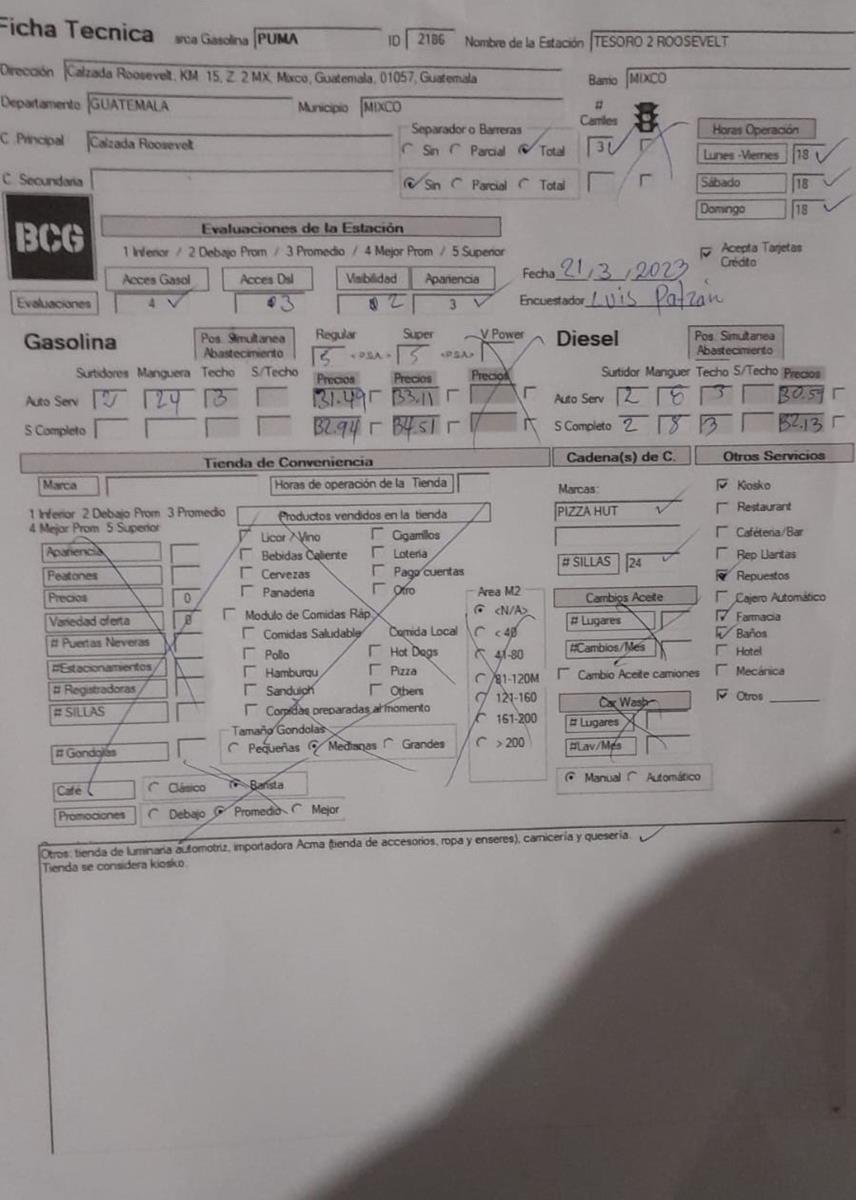 Ficha Tecnica arca Gasolina PUMA ID 2186 Nombre de la Estación TESORO 2 ROOSEVELT
Dirección Calzada Roosevelt, KM 15, Z. 2 MX, Mixco, Guatemala, 01057, Guatemala Barrio MIXCO
Departamento GUATEMALA Municipio MIXCO # Carriles
C Principal Calzada Roosevelt Separador o Barreras Sin Parcial Total 3
Horas Operación
Lunes -Viernes 18
C Secundaria Sin Parcial Total
Sábado 18
Domingo 18
BCG
Evaluaciones de la Estación
1 Inferior / 2 Debajo Prom / 3 Promedio / 4 Mejor Prom / 5 Superior
Acepta Tarjetas Crédito
Acces Gasol Acces Dsl Visibilidad Apariencia
Fecha 21/3/2023
Evaluaciones 4 3 2 3
Encuestador Luis Patzan
Gasolina Pos. Simultanea Abastecimiento Regular Super V Power
5 <P.S.A.> 5 <P.S.A.>
Surtidores Manguera Techo S/Techo Precios Precios Precios
Auto Serv 2 24 3 31.49 33.11
S Completo 32.94 34.51
Diesel Pos. Simultanea Abastecimiento
Surtidor Manguer Techo S/Techo Precios
Auto Serv 2 8 3 30.59
S Completo 2 8 3 32.13
Tienda de Conveniencia
Marca Horas de operación de la Tienda
1 Inferior 2 Debajo Prom 3 Promedio
4 Mejor Prom 5 Superior
Apariencia
Peatones
Precios 0
Variedad oferta 0
# Puertas Neveras
#Estacionamientos
# Registradoras
# SILLAS
# Gondolas
Productos vendidos en la tienda
Licor / Vino Cigarrillos
Bebidas Caliente Loteria
Cervezas Pago cuentas
Panaderia Otro
Modulo de Comidas Ráp
Comidas Saludable Comida Local
Pollo Hot Dogs
Hamburqu Pizza
Sanduich Others
Comidas preparadas al momento
Tamaño Gondolas
Pequeñas Medianas Grandes
Area M2
<N/A>
< 40
41-80
81-120M
121-160
161-200
> 200
Café Clásico Barista
Promociones Debajo Promedio Mejor
Cadena(s) de C.
Marcas:
PIZZA HUT
# SILLAS 24
Cambios Aceite
# Lugares
#Cambios/Mes
Cambio Aceite camiones
Car Wash
# Lugares
#Lav/Mes
Manual Automático
Otros Servicios
Kiosko
Restaurant
Caféteria/Bar
Rep Llantas
Repuestos
Cajero Automático
Farmacia
Baños
Hotel
Mecánica
Otros
Otros: tienda de luminaria automotriz, importadora Acma (tienda de accesorios, ropa y enseres), carnicería y quesería.
Tienda se considera kiosko.